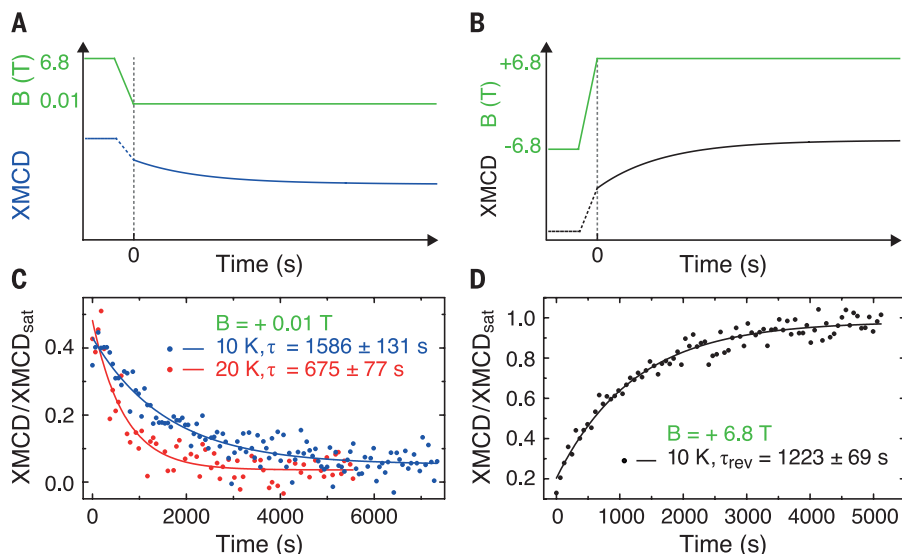 A
B (T)
6.8
0.01
XMCD
0
Time (s)
B
B (T)
+6.8
-6.8
XMCD
0
Time (s)
C
XMCD/XMCDsat
0.4
0.2
0.0
B = + 0.01 T
10 K, τ = 1586 ± 131 s
20 K, τ = 675 ± 77 s
0 2000 4000 6000
Time (s)
D
XMCD/XMCDsat
1.0
0.8
0.6
0.4
0.2
B = + 6.8 T
10 K, τrev = 1223 ± 69 s
0 1000 2000 3000 4000 5000
Time (s)